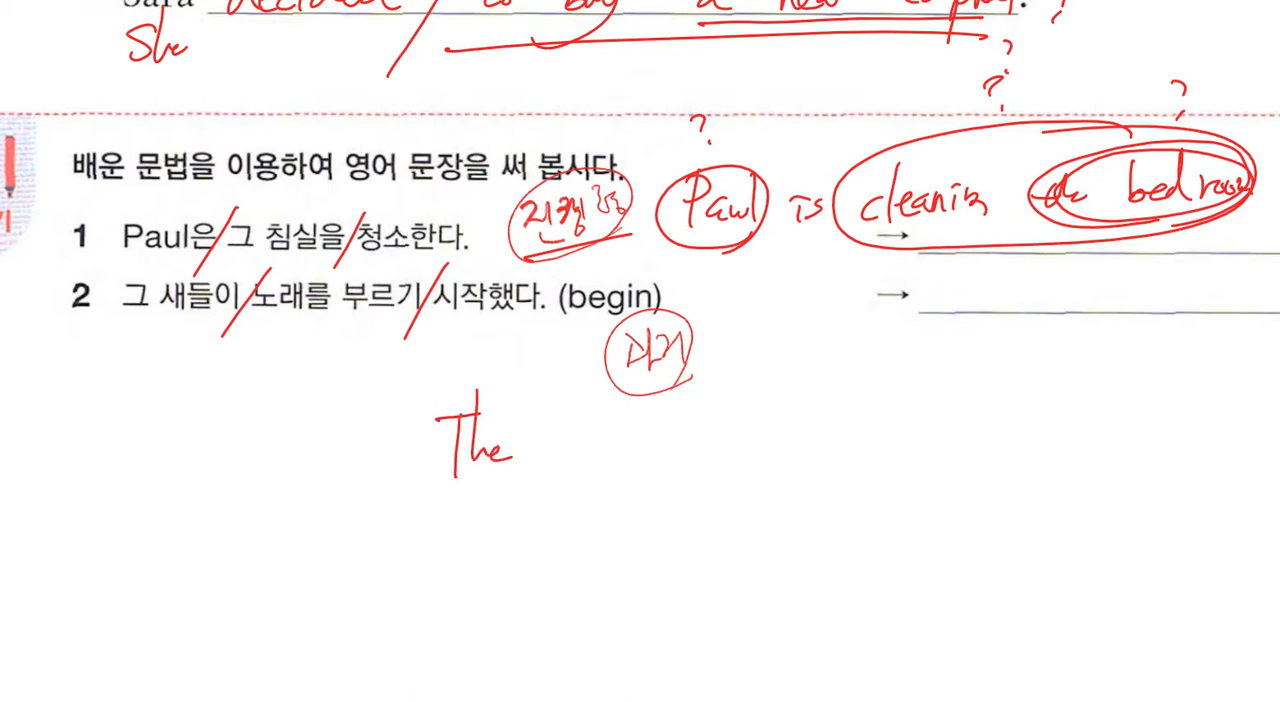 She
배운 문법을 이용하여 영어 문장을 써 봅시다.
1 Paul은 그 침실을 청소한다. 진행 Paul is cleanin bedroom →
2 그 새들이 노래를 부르기 시작했다. (begin) →
과거
The